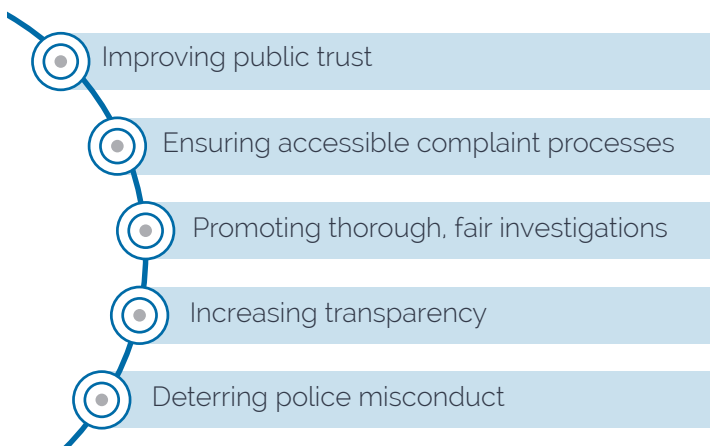 Improving public trust
Ensuring accessible complaint processes
Promoting thorough, fair investigations
Increasing transparency
Deterring police misconduct